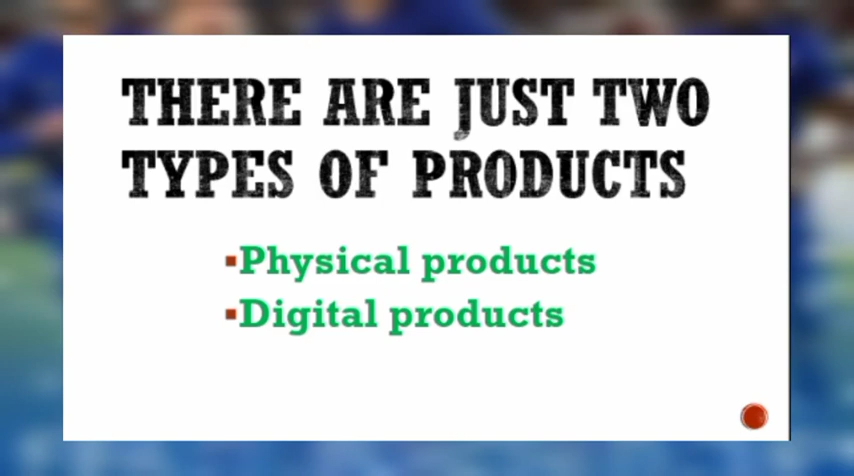 THERE ARE JUST TWO
TYPES OF PRODUCTS
▪Physical products
▪Digital products